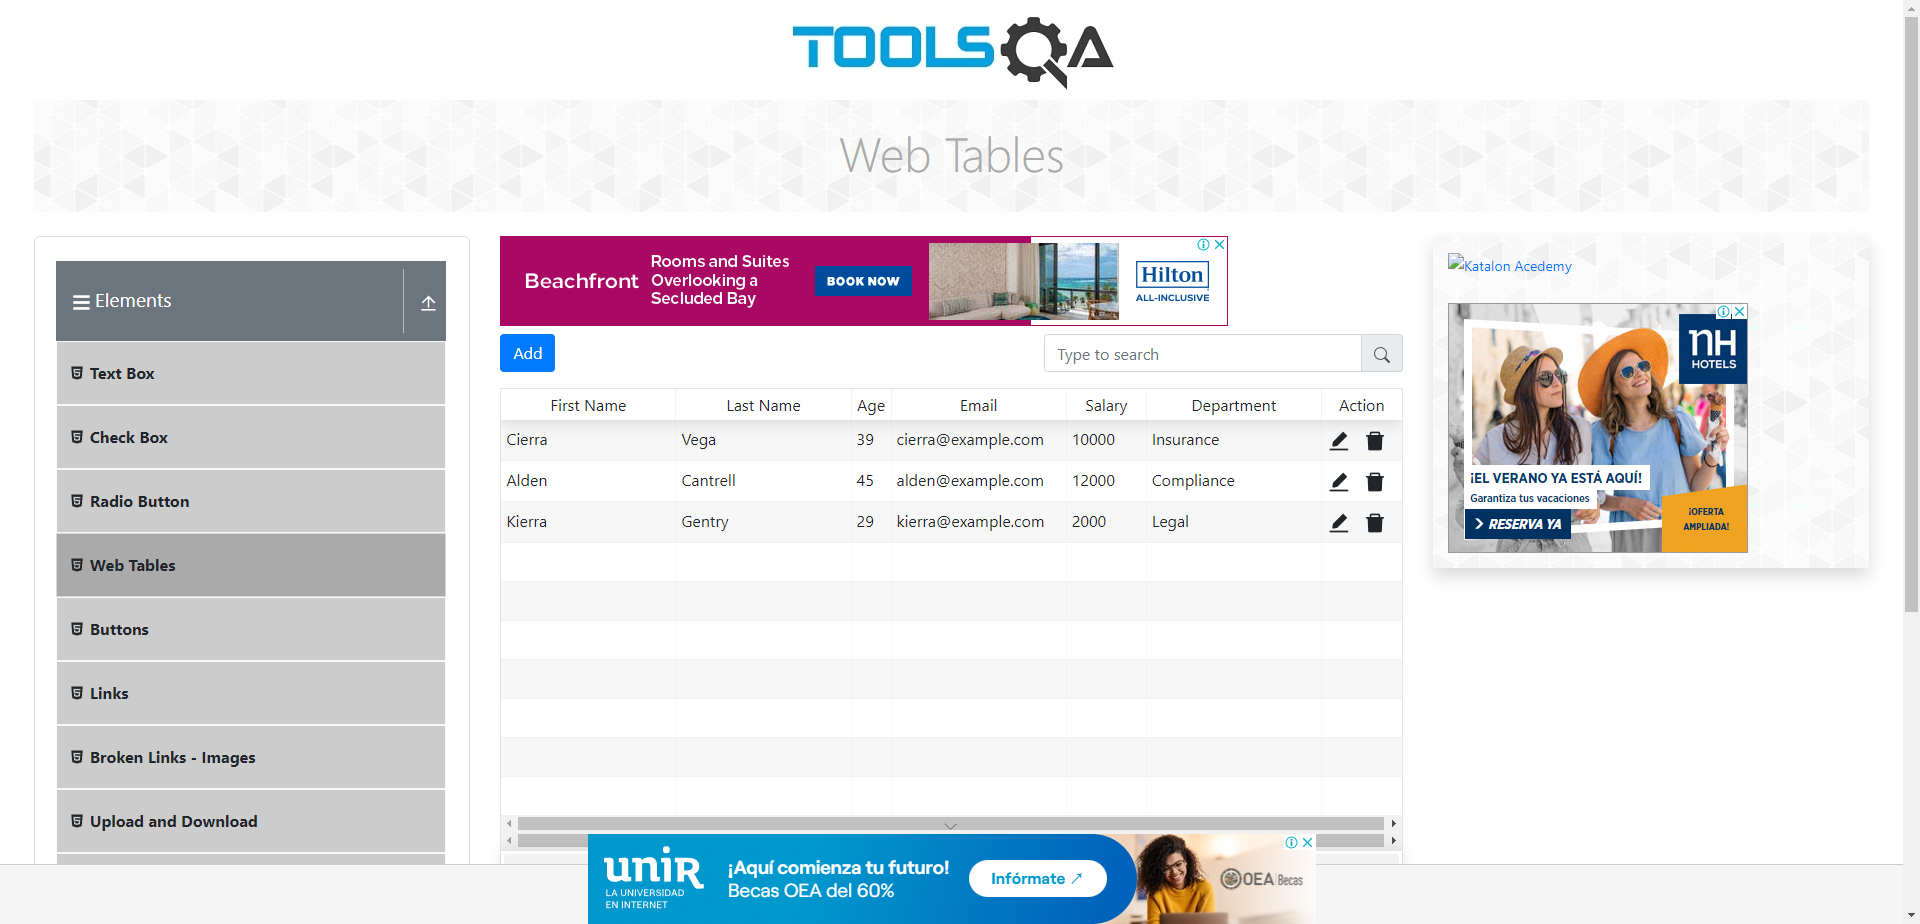 TOOLSQA
Web Tables
Elements
Text Box
Check Box
Radio Button
Web Tables
Buttons
Links
Broken Links - Images
Upload and Download
Beachfront
Rooms and Suites
Overlooking a
Secluded Bay
BOOK NOW
Hilton
ALL-INCLUSIVE
Add
Type to search
First Name Last Name Age Email Salary Department Action
Cierra Vega 39 cierra@example.com 10000 Insurance
Alden Cantrell 45 alden@example.com 12000 Compliance
Kierra Gentry 29 kierra@example.com 2000 Legal
Katalon Acedemy
nH
HOTELS
¡EL VERANO YA ESTÁ AQUÍ!
Garantiza tus vacaciones
RESERVA YA
¡OFERTA
AMPLIADA!
unir
LA UNIVERSIDAD
EN INTERNET
¡Aquí comienza tu futuro!
Becas OEA del 60%
Infórmate
OEA Becas